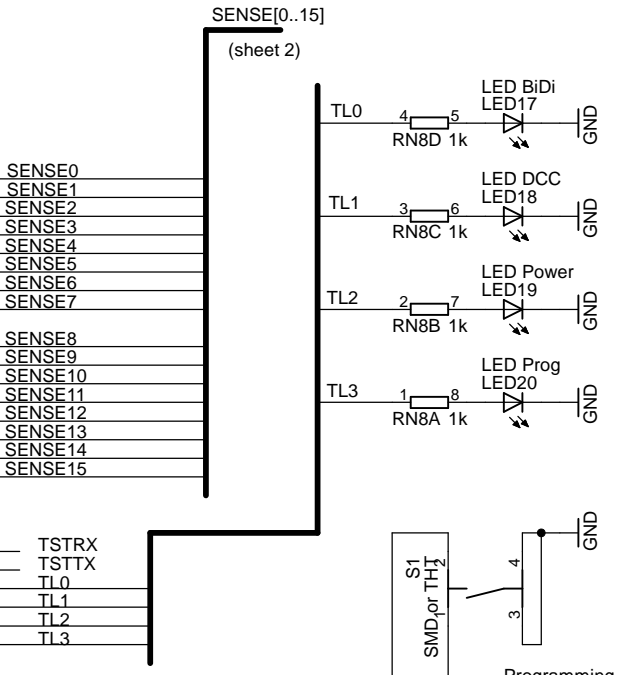 SENSE[0..15]
(sheet 2)
LED BiDi
TL0 4 5 LED17
RN8D 1k GND
LED DCC
TL1 3 6 LED18
RN8C 1k GND
LED Power
TL2 2 7 LED19
RN8B 1k GND
LED Prog
TL3 1 8 LED20
RN8A 1k GND
SENSE0
SENSE1
SENSE2
SENSE3
SENSE4
SENSE5
SENSE6
SENSE7
SENSE8
SENSE9
SENSE10
SENSE11
SENSE12
SENSE13
SENSE14
SENSE15
TSTRX
TSTTX
TL0
TL1
TL2
TL3
S1
SMD or THT
1 2
3 4
GND
Programming